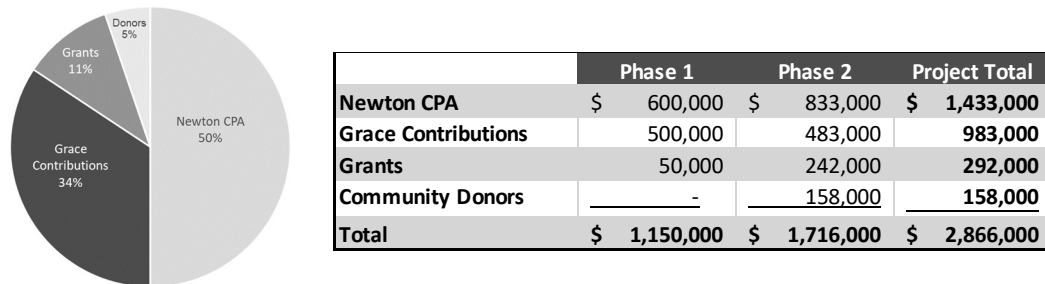 Donors
5%
Grants
11%
Newton CPA
50%
Grace
Contributions
34%
Phase 1 Phase 2 Project Total
Newton CPA $ 600,000 $ 833,000 $ 1,433,000
Grace Contributions 500,000 483,000 983,000
Grants 50,000 242,000 292,000
Community Donors - 158,000 158,000
Total $ 1,150,000 $ 1,716,000 $ 2,866,000